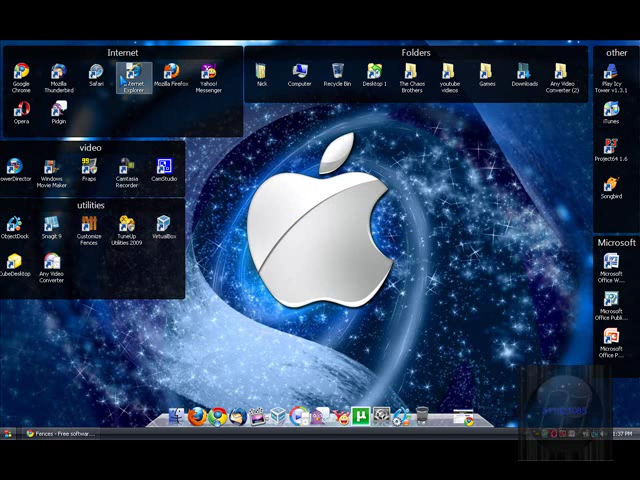 Internet
Google Chrome
Mozilla Thunderbird
Safari
Internet Explorer
Mozilla Firefox
Yahoo! Messenger
Opera
Pidgin
Folders
Nick
Computer
Recycle Bin
Desktop 1
The Chaos Brothers
youtube videos
Games
Downloads
Any Video Converter (2)
other
Play Icy Tower v1.3.1
iTunes
Project64 1.6
Songbird
video
owerDirector
Windows Movie Maker
Fraps
Camtasia Recorder
CamStudio
utilities
ObjectDock
SnagIt 9
Customize Fences
TuneUp Utilities 2009
VirtualBox
CubeDesktop
Any Video Converter
Microsoft
Microsoft Office W...
Microsoft Office Publi...
Microsoft Office P...
Fences - Free softwar...
1:37 PM